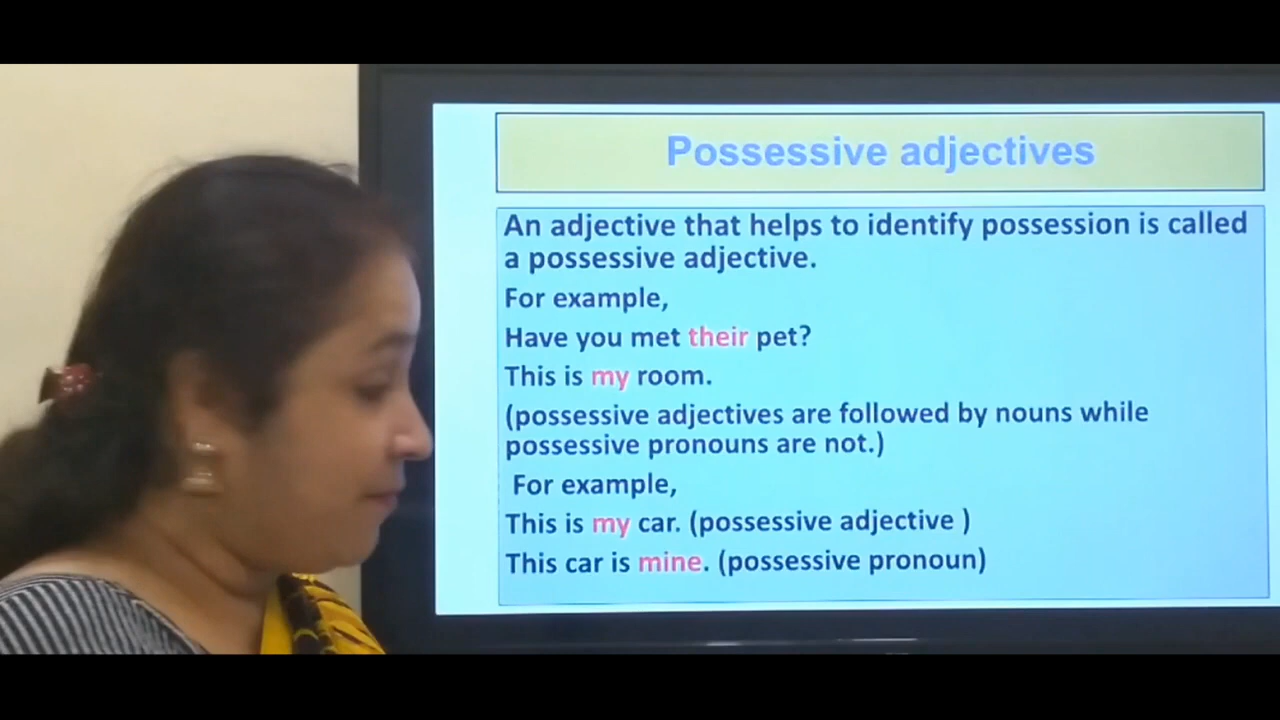 Possessive adjectives
An adjective that helps to identify possession is called
a possessive adjective.
For example,
Have you met their pet?
This is my room.
(possessive adjectives are followed by nouns while
possessive pronouns are not.)
For example,
This is my car. (possessive adjective )
This car is mine. (possessive pronoun)